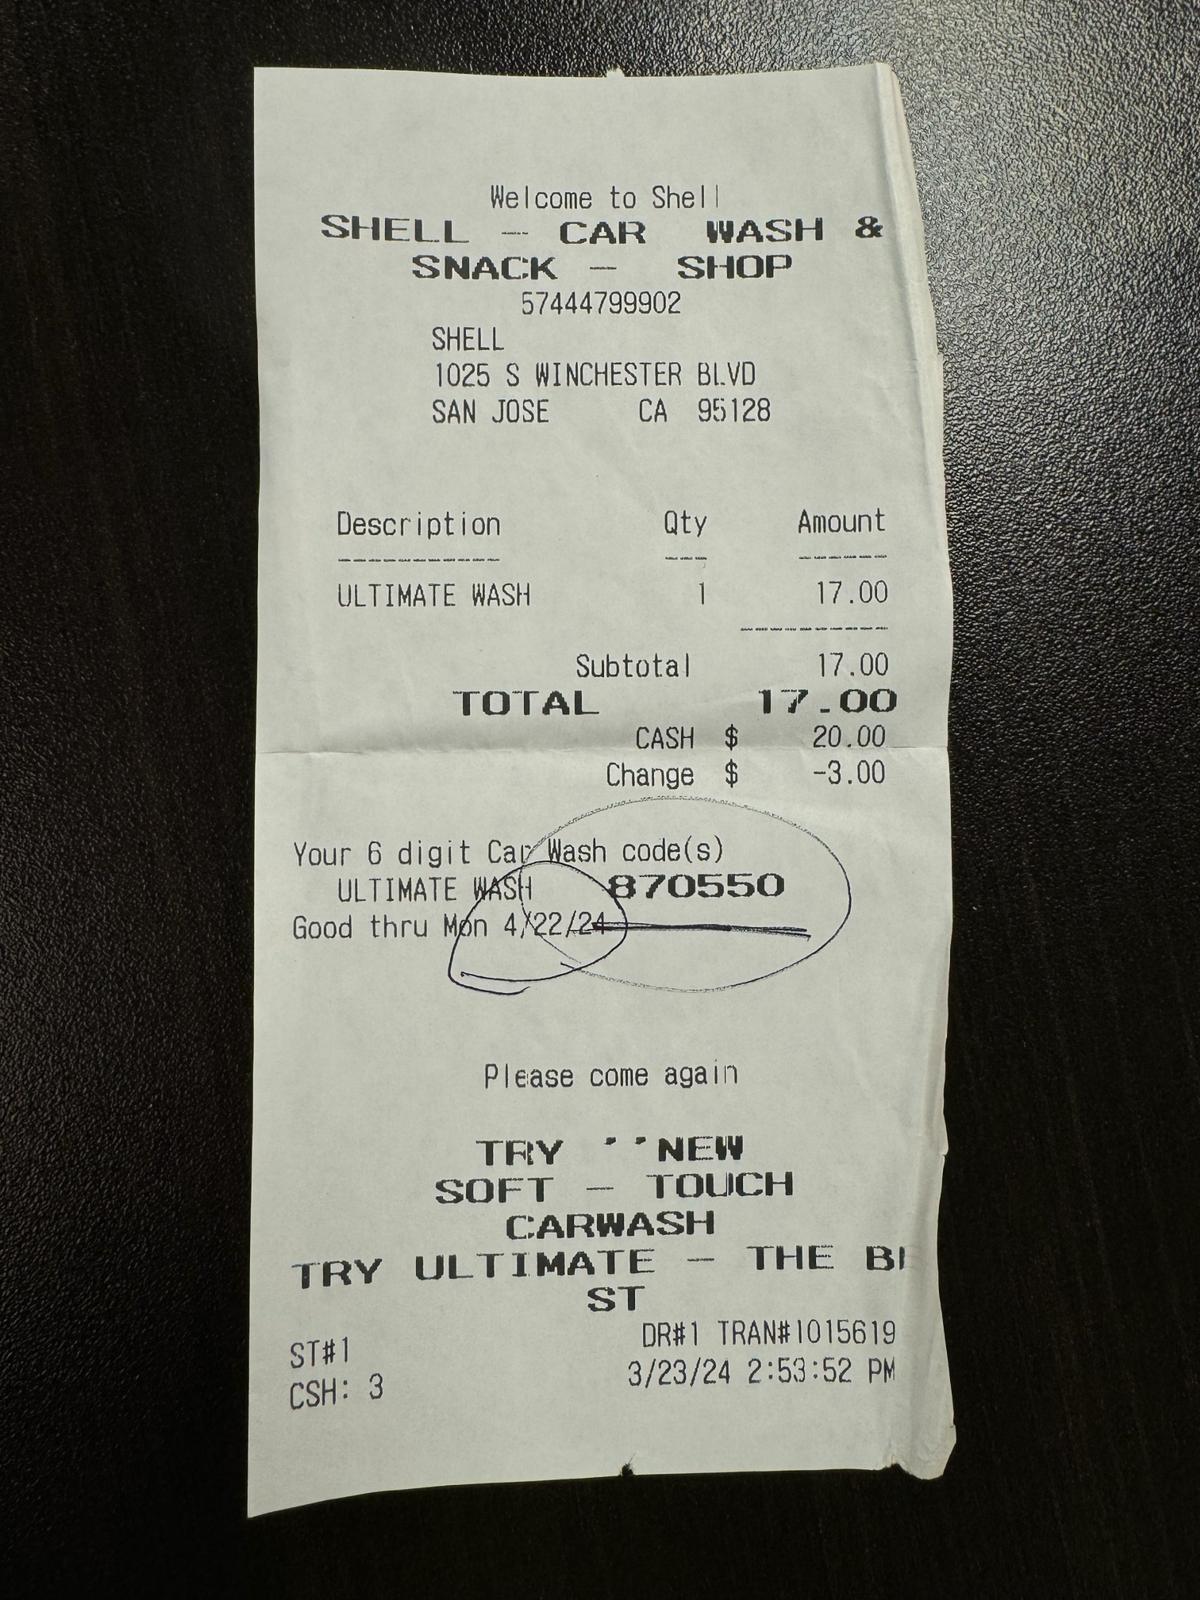 Welcome to Shell
SHELL - CAR WASH &
SNACK - SHOP
57444799902
SHELL
1025 S WINCHESTER BLVD
SAN JOSE CA 95128
Description Qty Amount
ULTIMATE WASH 1 17.00
Subtotal 17.00
TOTAL 17.00
CASH $ 20.00
Change $ -3.00
Your 6 digit Car Wash code(s)
ULTIMATE WASH 870550
Good thru Mon 4/22/24
Please come again
TRY ''NEW
SOFT - TOUCH
CARWASH
TRY ULTIMATE - THE BE
ST
ST#1 DR#1 TRAN#1015619
CSH: 3 3/23/24 2:53:52 PM